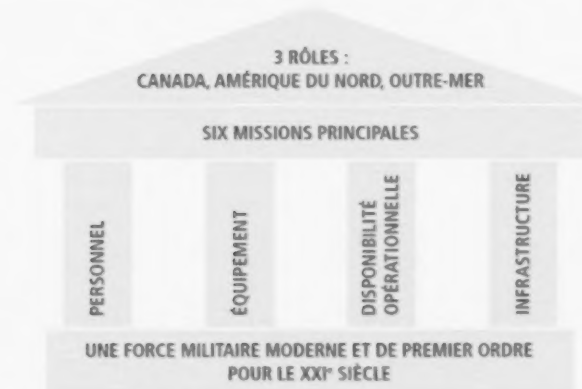 3 RÔLES :
CANADA, AMÉRIQUE DU NORD, OUTRE-MER
SIX MISSIONS PRINCIPALES
PERSONNEL
ÉQUIPEMENT
DISPONIBILITÉ
OPÉRATIONNELLE
INFRASTRUCTURE
UNE FORCE MILITAIRE MODERNE ET DE PREMIER ORDRE
POUR LE XXIᵉ SIÈCLE